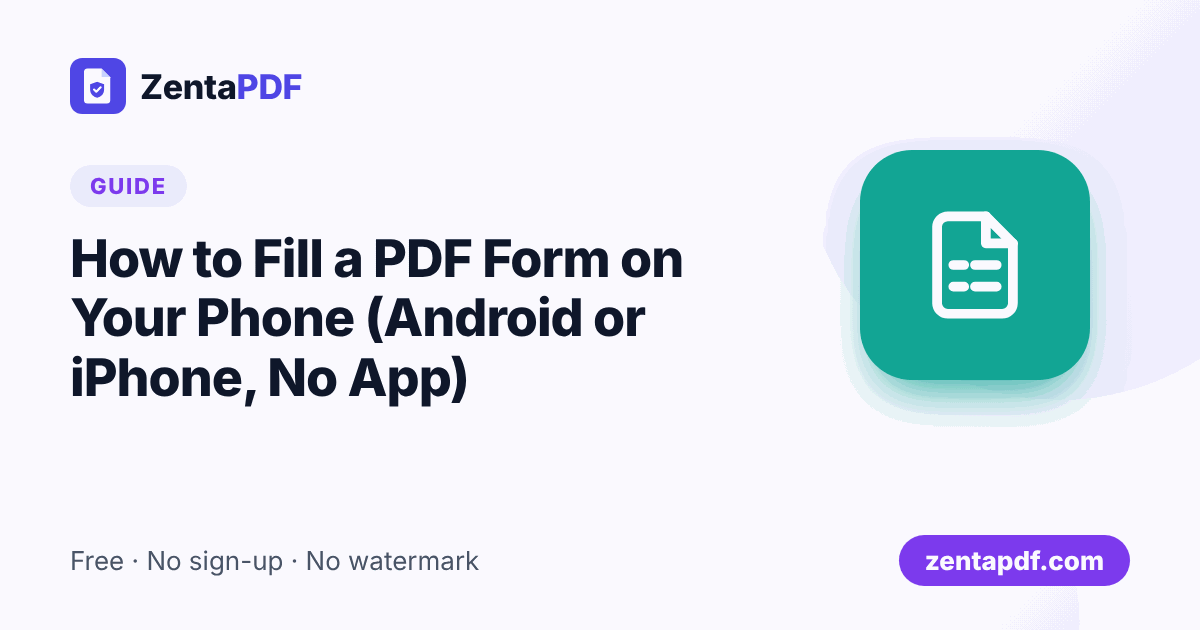 ZentaPDF
GUIDE
How to Fill a PDF Form on
Your Phone (Android or
iPhone, No App)
Free · No sign-up · No watermark
zentapdf.com